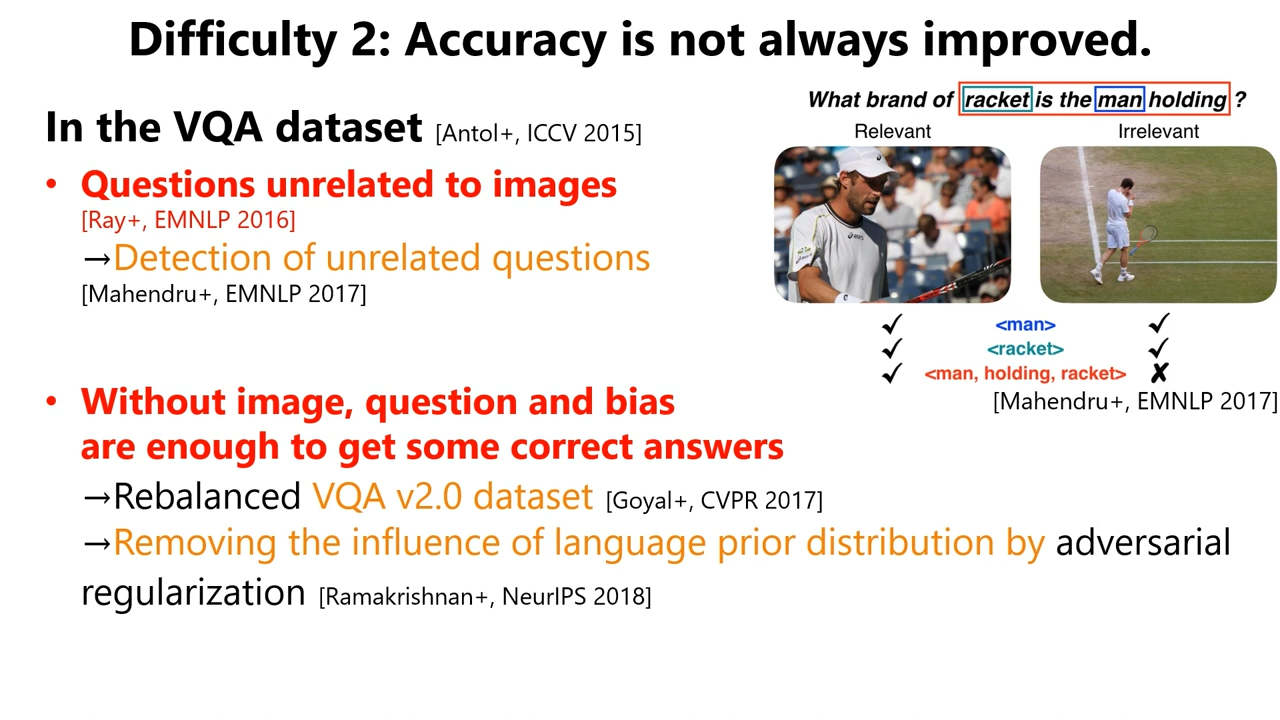 Difficulty 2: Accuracy is not always improved.
In the VQA dataset [Antol+, ICCV 2015]
• Questions unrelated to images
[Ray+, EMNLP 2016]
→Detection of unrelated questions
[Mahendru+, EMNLP 2017]
What brand of racket is the man holding ?
Relevant Irrelevant
✓ <man> ✓
✓ <racket> ✓
✓ <man, holding, racket> ✘
[Mahendru+, EMNLP 2017]
• Without image, question and bias
are enough to get some correct answers
→Rebalanced VQA v2.0 dataset [Goyal+, CVPR 2017]
→Removing the influence of language prior distribution by adversarial
regularization [Ramakrishnan+, NeurIPS 2018]